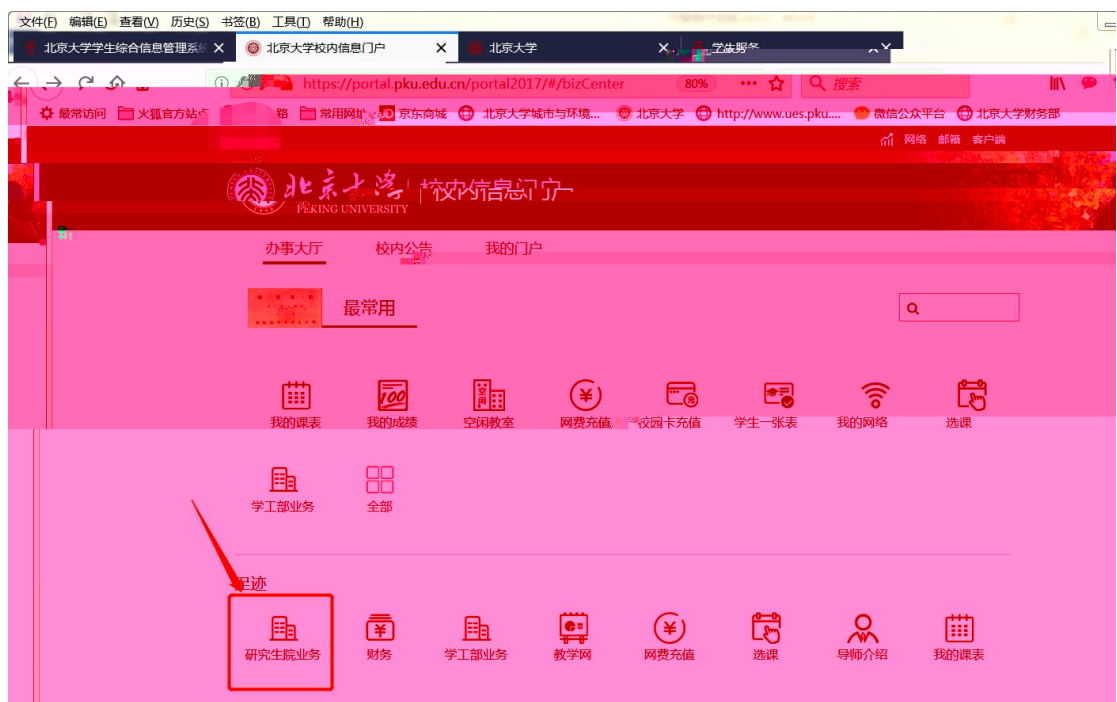 文件(F) 编辑(E) 查看(V) 历史(S) 书签(B) 工具(T) 帮助(H)
北京大学学生综合信息管理系统 北京大学校内信息门户 北京大学 学生服务
https://portal.pku.edu.cn/portal2017/#/bizCenter 80% 搜索
最常访问 火狐官方站点 常用网址 京东商城 北京大学城市与环境... 北京大学 http://www.ues.pku.... 微信公众平台 北京大学财务部
网络 邮箱 客户端
北京大学 校内信息门户
PEKING UNIVERSITY
办事大厅 校内公告 我的门户
最常用
我的课表 我的成绩 空闲教室 网费充值 校园卡充值 学生一张表 我的网络 选课
学工部业务 全部
足迹
研究生院业务 财务 学工部业务 教学网 网费充值 选课 导师介绍 我的课表